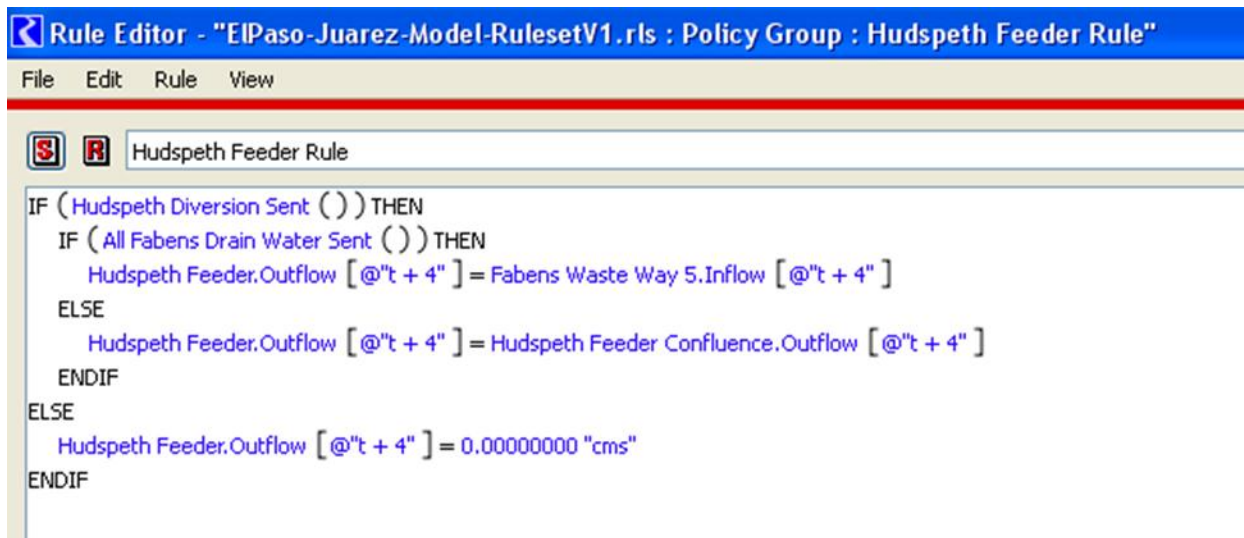 Rule Editor - "ElPaso-Juarez-Model-RulesetV1.rls : Policy Group : Hudspeth Feeder Rule"
File Edit Rule View
S R Hudspeth Feeder Rule
IF ( Hudspeth Diversion Sent ( ) ) THEN
IF ( All Fabens Drain Water Sent ( ) ) THEN
Hudspeth Feeder.Outflow [ @"t + 4" ] = Fabens Waste Way 5.Inflow [ @"t + 4" ]
ELSE
Hudspeth Feeder.Outflow [ @"t + 4" ] = Hudspeth Feeder Confluence.Outflow [ @"t + 4" ]
ENDIF
ELSE
Hudspeth Feeder.Outflow [ @"t + 4" ] = 0.00000000 "cms"
ENDIF